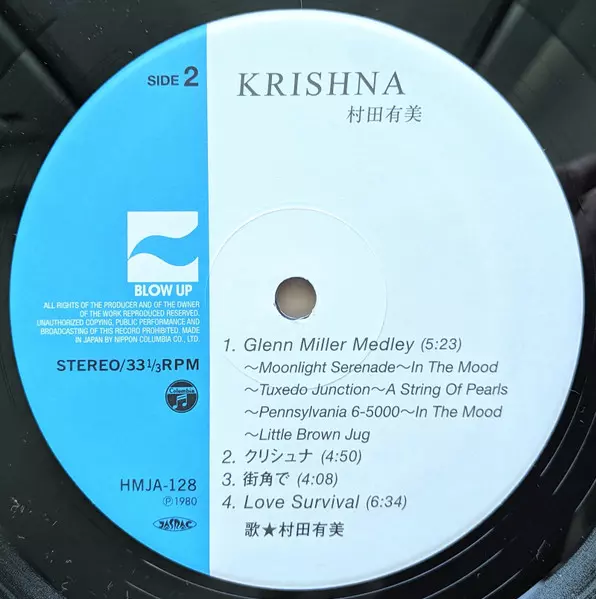 SIDE 2
KRISHNA
村田有美
BLOW UP
ALL RIGHTS OF THE PRODUCER AND OF THE OWNER
OF THE WORK REPRODUCED RESERVED.
UNAUTHORIZED COPYING, PUBLIC PERFORMANCE AND
BROADCASTING OF THIS RECORD PROHIBITED. MADE
IN JAPAN BY NIPPON COLUMBIA CO., LTD.
STEREO/33 1/3 RPM
Columbia
HMJA-128
Ⓟ1980
JASRAC
1. Glenn Miller Medley (5:23)
〜Moonlight Serenade〜In The Mood
〜Tuxedo Junction〜A String Of Pearls
〜Pennsylvania 6-5000〜In The Mood
〜Little Brown Jug
2. クリシュナ (4:50)
3. 街角で (4:08)
4. Love Survival (6:34)
歌★村田有美